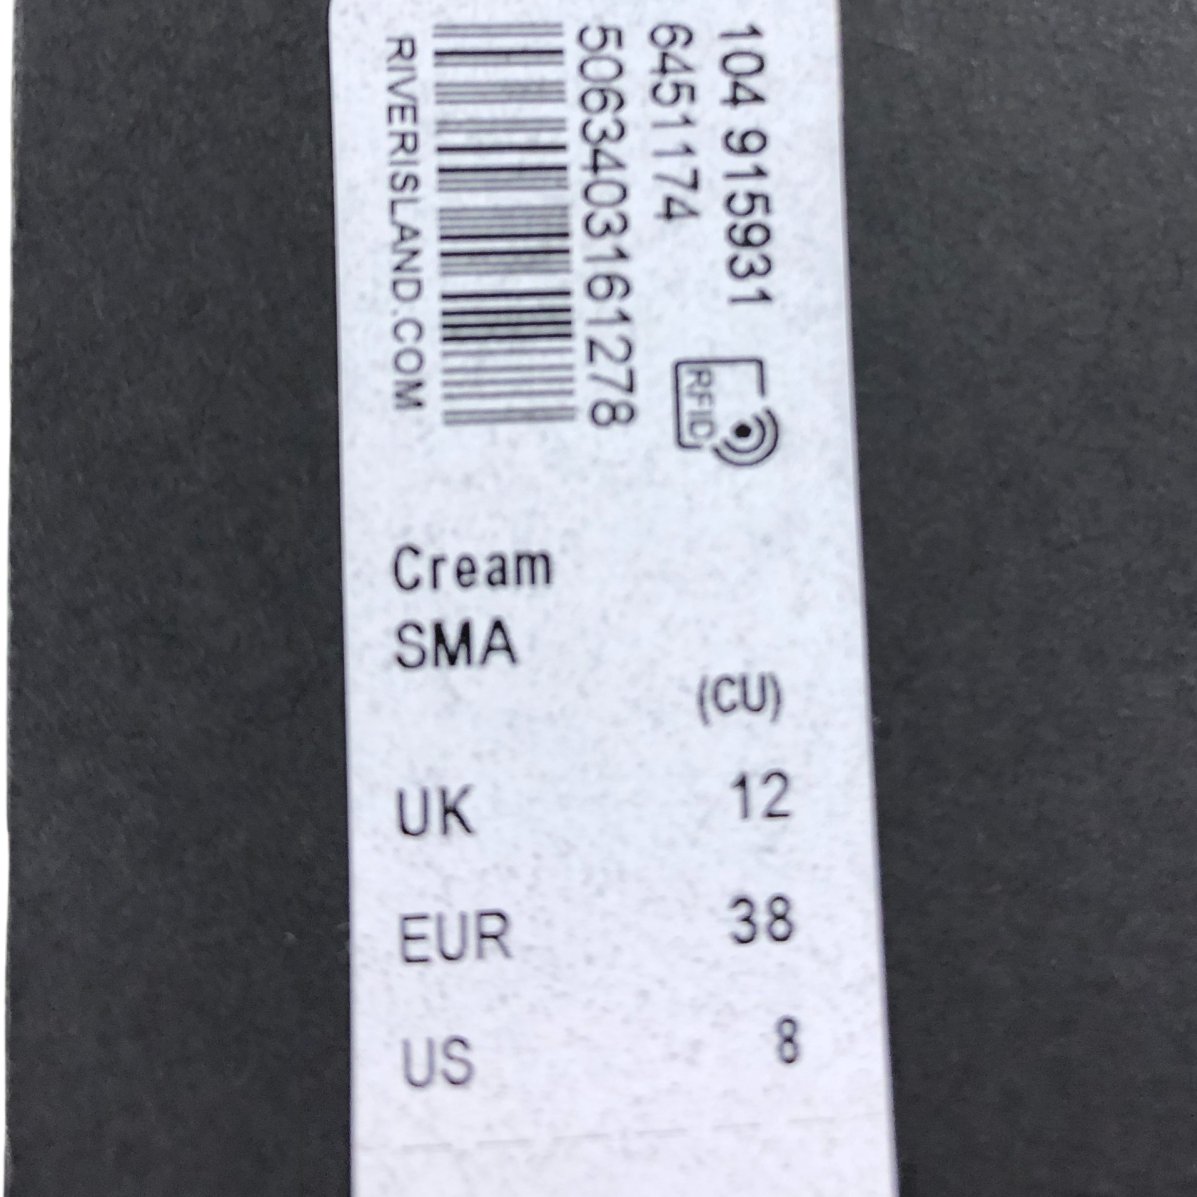 104 915931
6451174
5063403161278
RIVERISLAND.COM
RFID
Cream
SMA
(CU)
UK 12
EUR 38
US 8